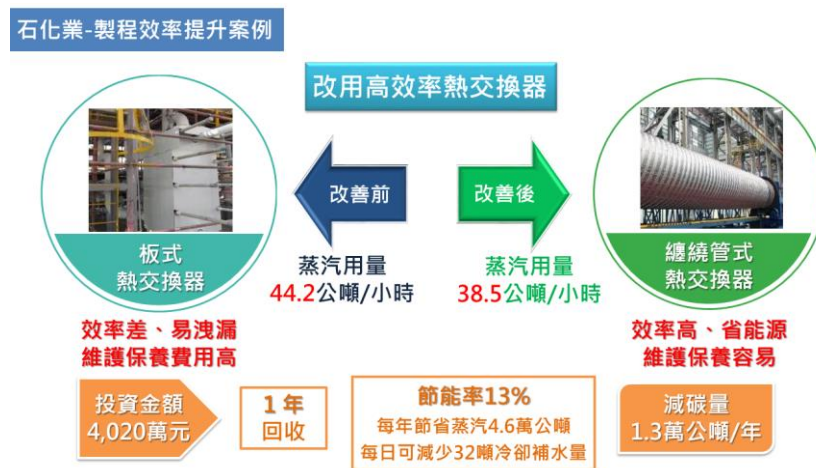 石化業-製程效率提升案例
改用高效率熱交換器
改善前
改善後
板式
熱交換器
蒸汽用量
44.2公噸/小時
蒸汽用量
38.5公噸/小時
纏繞管式
熱交換器
效率差、易洩漏
維護保養費用高
效率高、省能源
維護保養容易
投資金額
4,020萬元
1 年
回收
節能率13%
每年節省蒸汽4.6萬公噸
每日可減少32噸冷卻補水量
減碳量
1.3萬公噸/年